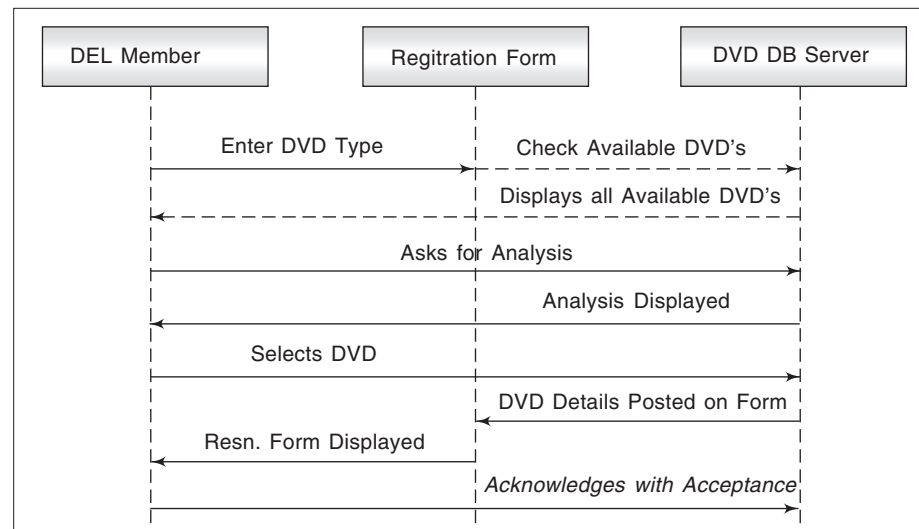 DEL Member
Regitration Form
DVD DB Server
Enter DVD Type
Check Available DVD's
Displays all Available DVD's
Asks for Analysis
Analysis Displayed
Selects DVD
DVD Details Posted on Form
Resn. Form Displayed
Acknowledges with Acceptance